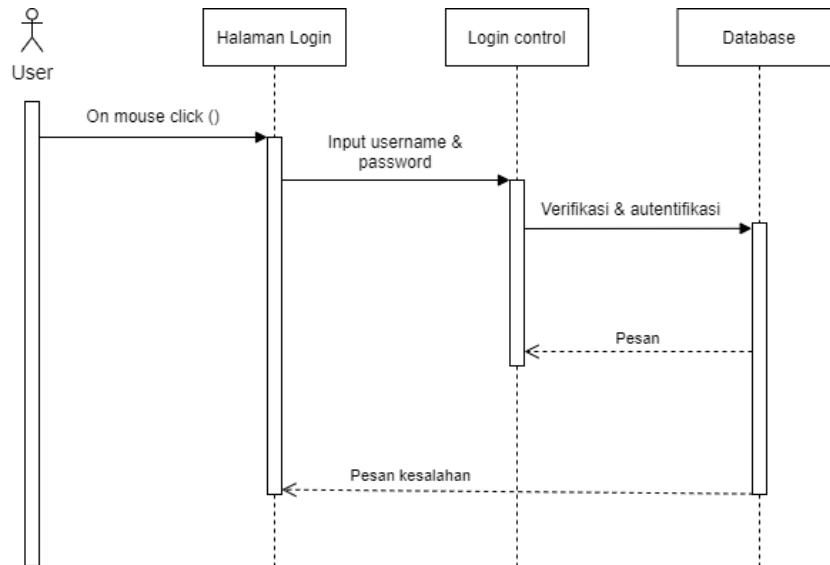 User
Halaman Login
Login control
Database
On mouse click ()
Input username &
password
Verifikasi & autentifikasi
Pesan
Pesan kesalahan